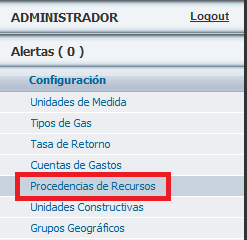 ADMINISTRADOR Logout
Alertas ( 0 )
Configuración
Unidades de Medida
Tipos de Gas
Tasa de Retorno
Cuentas de Gastos
Procedencias de Recursos
Unidades Constructivas
Grupos Geográficos